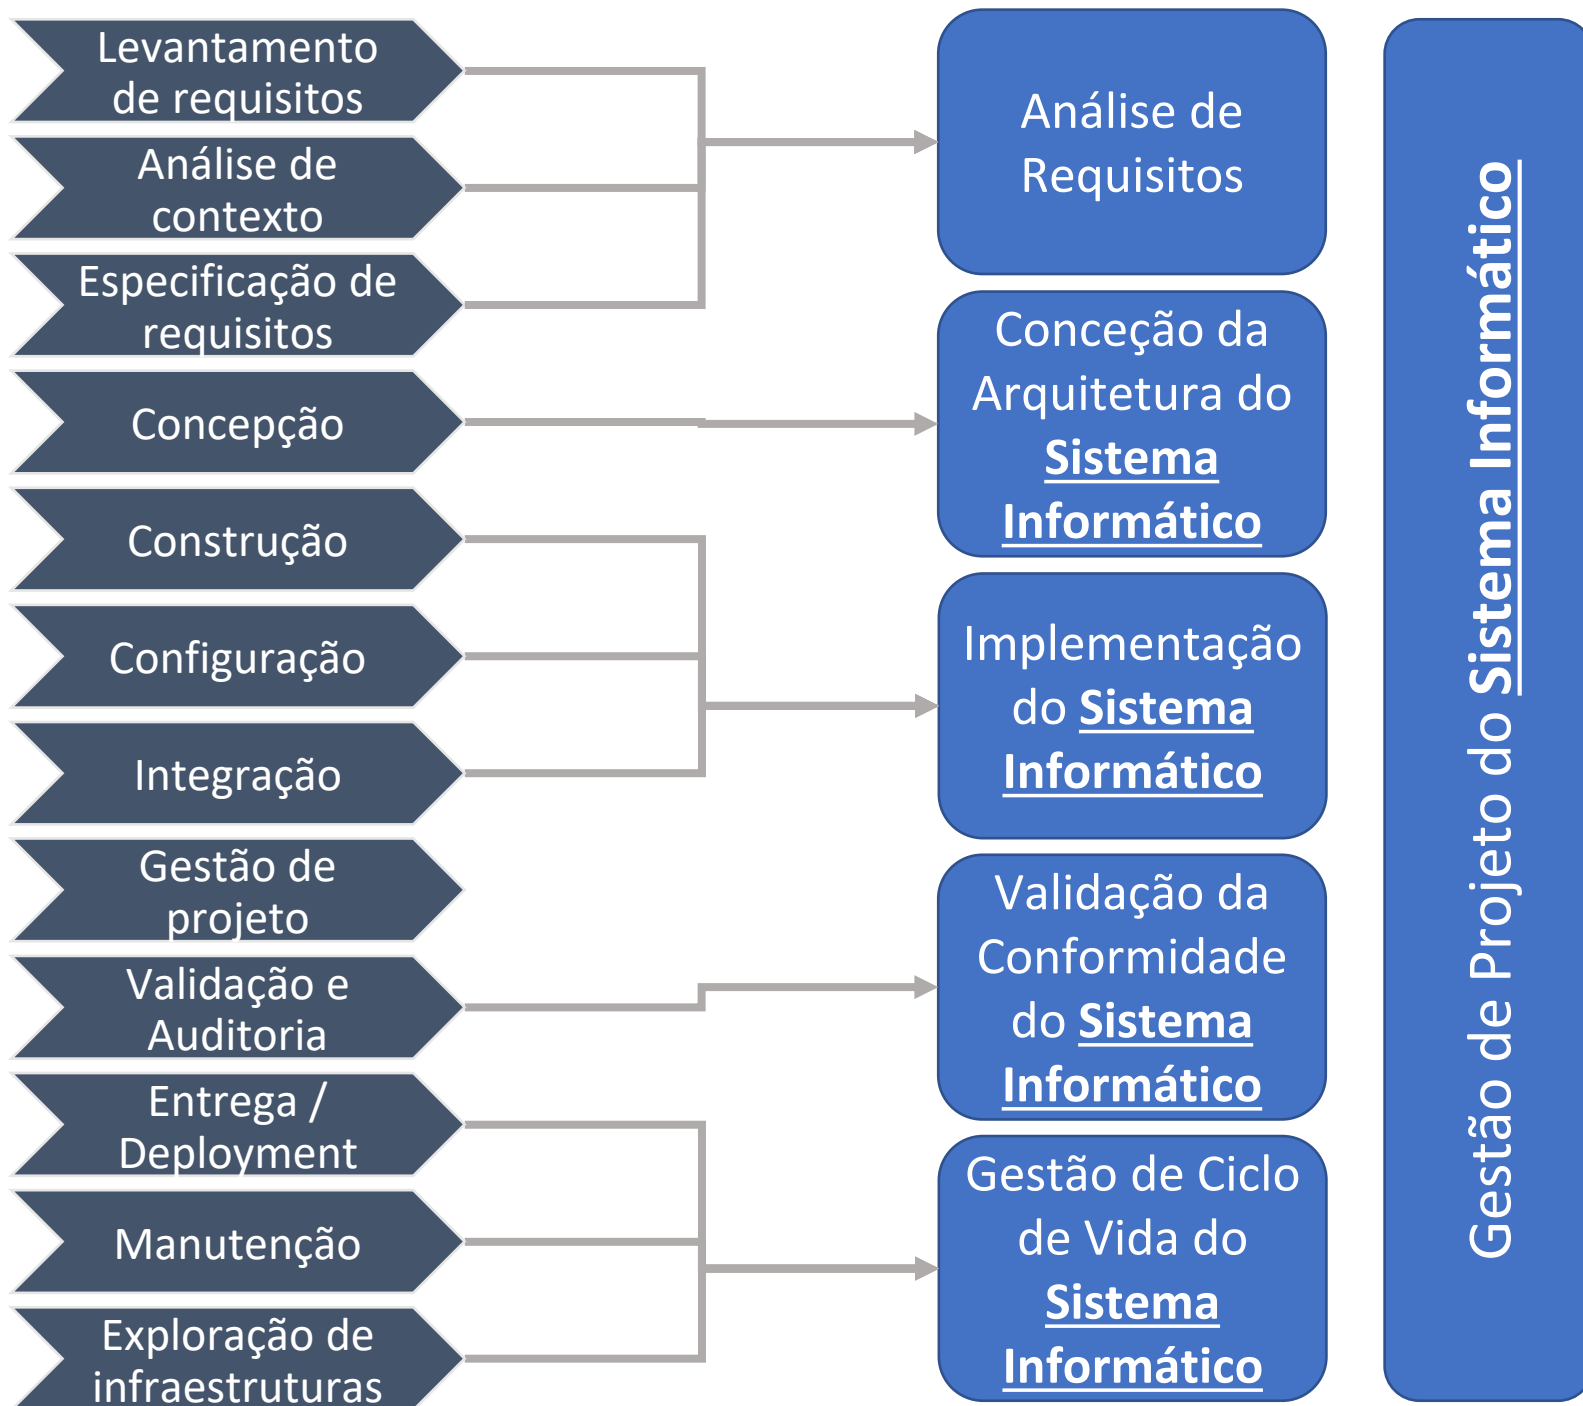 Levantamento
de requisitos
Análise de
contexto
Especificação de
requisitos
Concepção
Construção
Configuração
Integração
Gestão de
projeto
Validação e
Auditoria
Entrega /
Deployment
Manutenção
Exploração de
infraestruturas
Análise de
Requisitos
Conceção da
Arquitetura do
Sistema
Informático
Implementação
do Sistema
Informático
Validação da
Conformidade
do Sistema
Informático
Gestão de Ciclo
de Vida do
Sistema
Informático
Gestão de Projeto do Sistema Informático